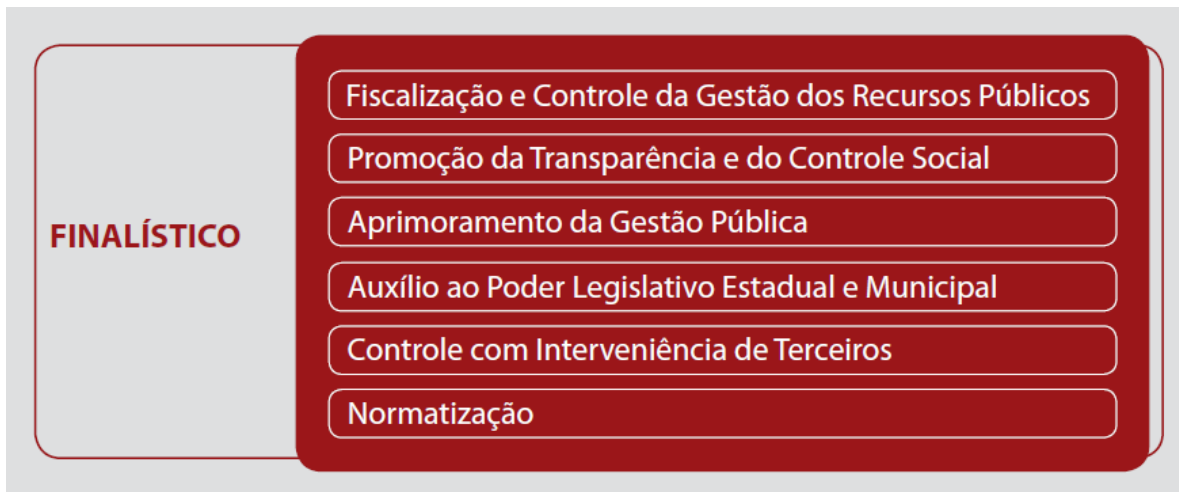 FINALÍSTICO
Fiscalização e Controle da Gestão dos Recursos Públicos
Promoção da Transparência e do Controle Social
Aprimoramento da Gestão Pública
Auxílio ao Poder Legislativo Estadual e Municipal
Controle com Interveniência de Terceiros
Normatização